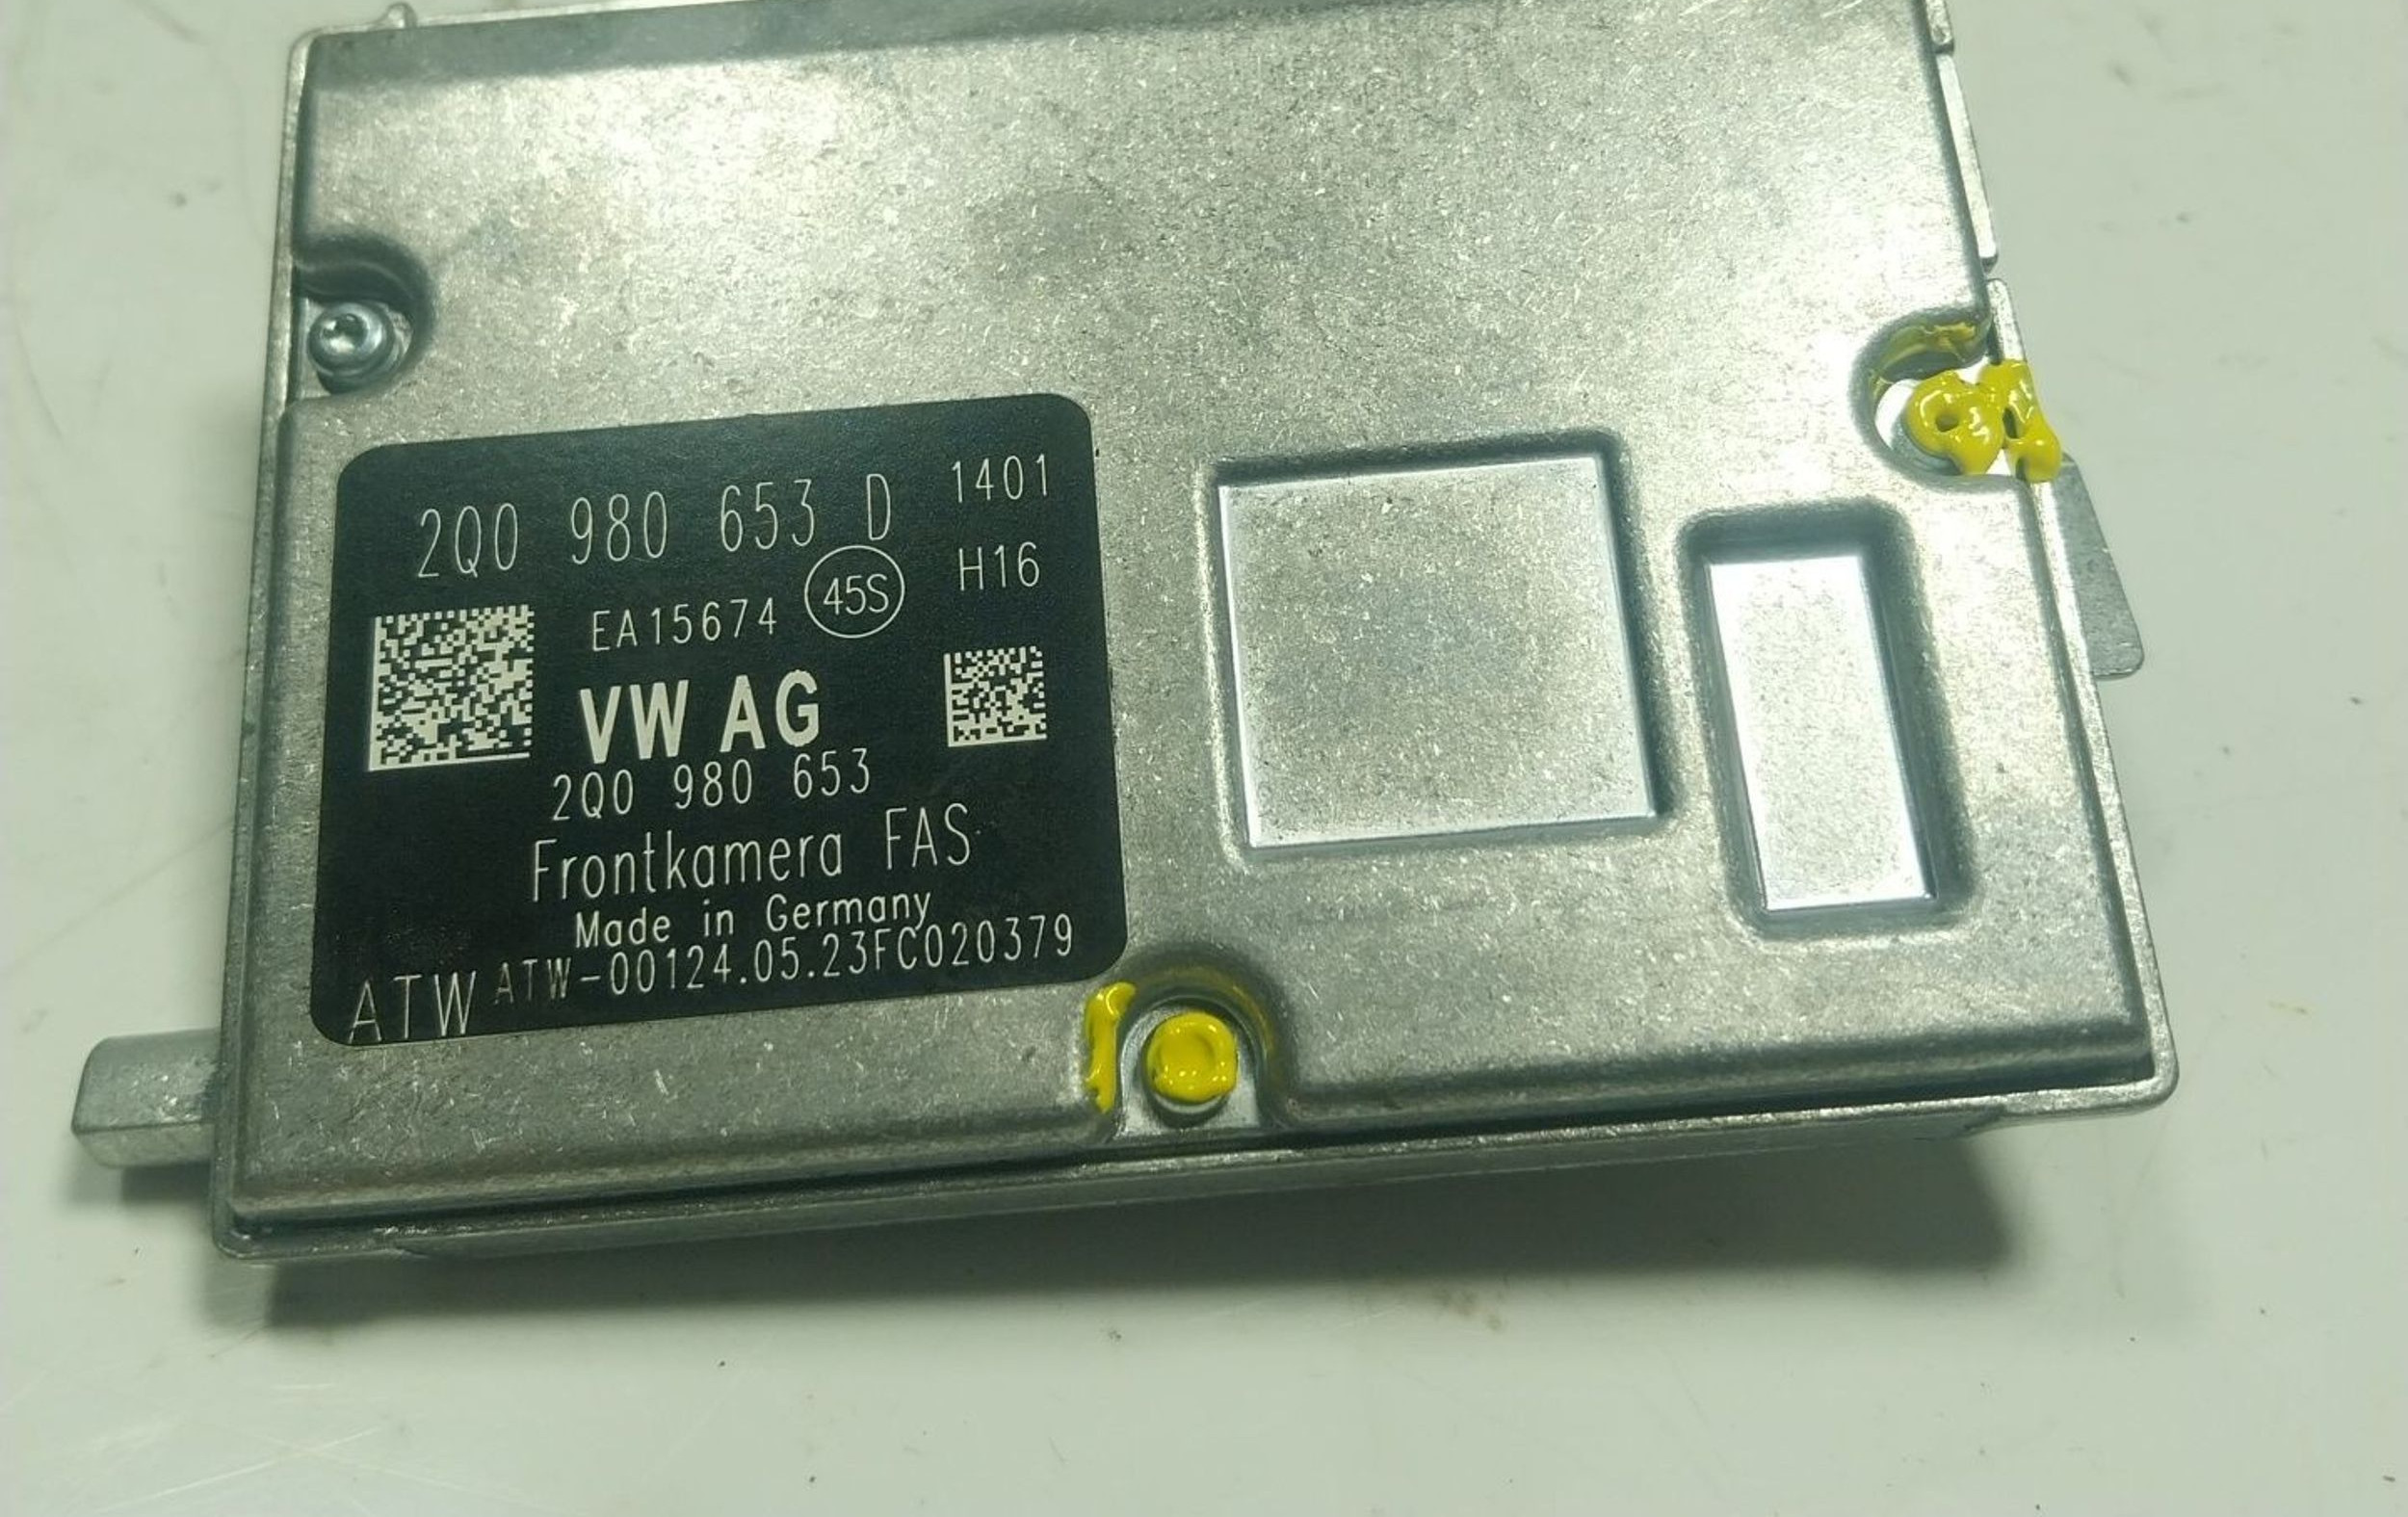 2Q0 980 653 D 1401
H16
EA15674 45S
VW AG
2Q0 980 653
Frontkamera FAS
Made in Germany
ATW ATW-00124.05.23FC020379